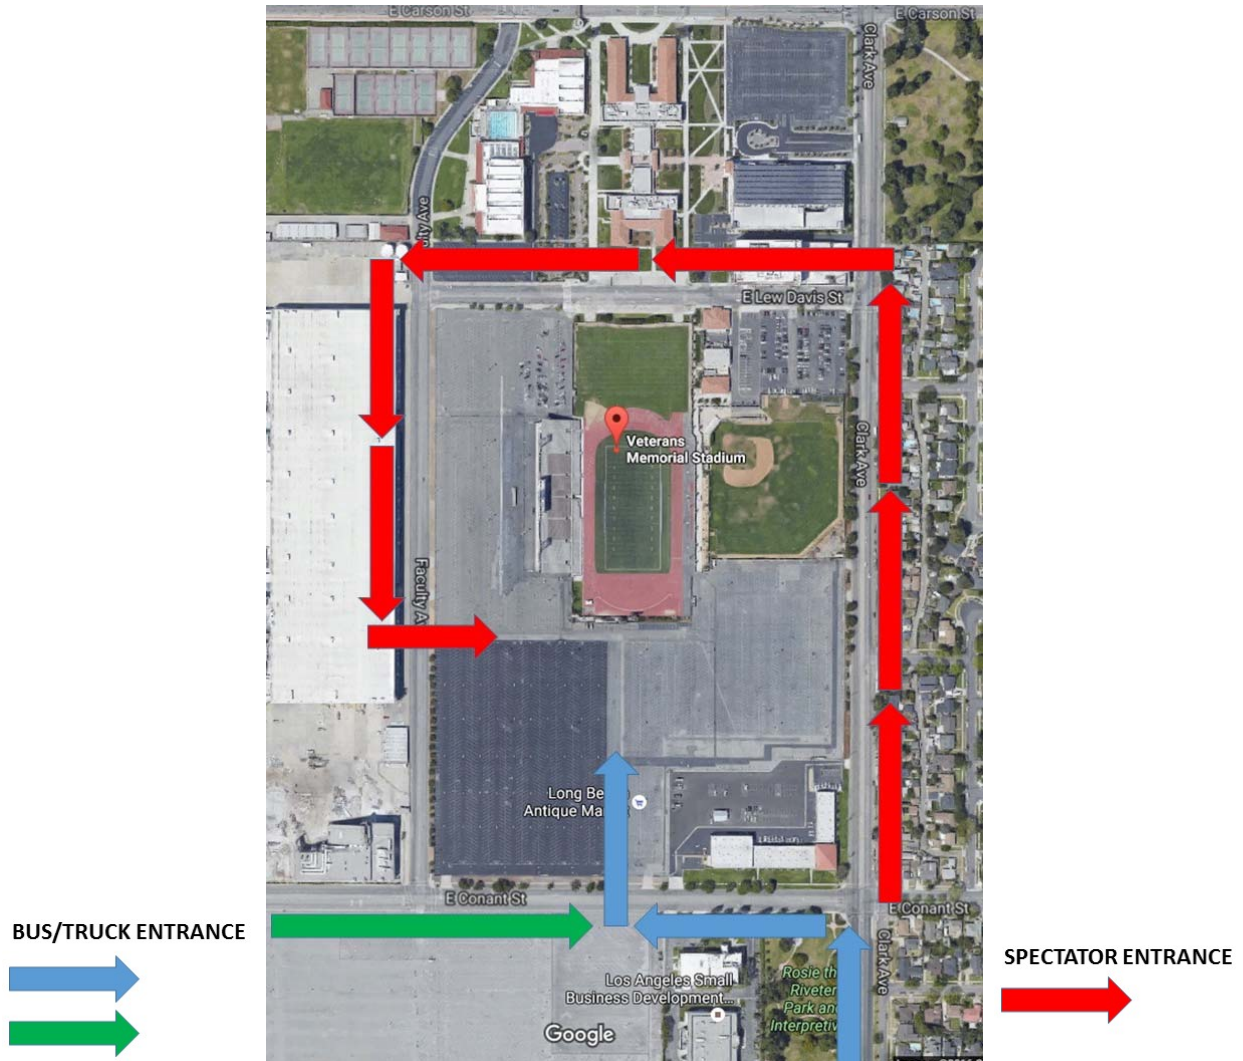 E Carson St
E Carson St
Clark Ave
ulty Ave
E Lew Davis St
Veterans
Memorial Stadium
Clark Ave
Faculty A
Long Be
Antique Ma
E Conant St
E Conant St
BUS/TRUCK ENTRANCE
SPECTATOR ENTRANCE
Clark Ave
Rosie th
Riveter
Park an
Interpretiv
Los Angeles Small
Business Development...
Google